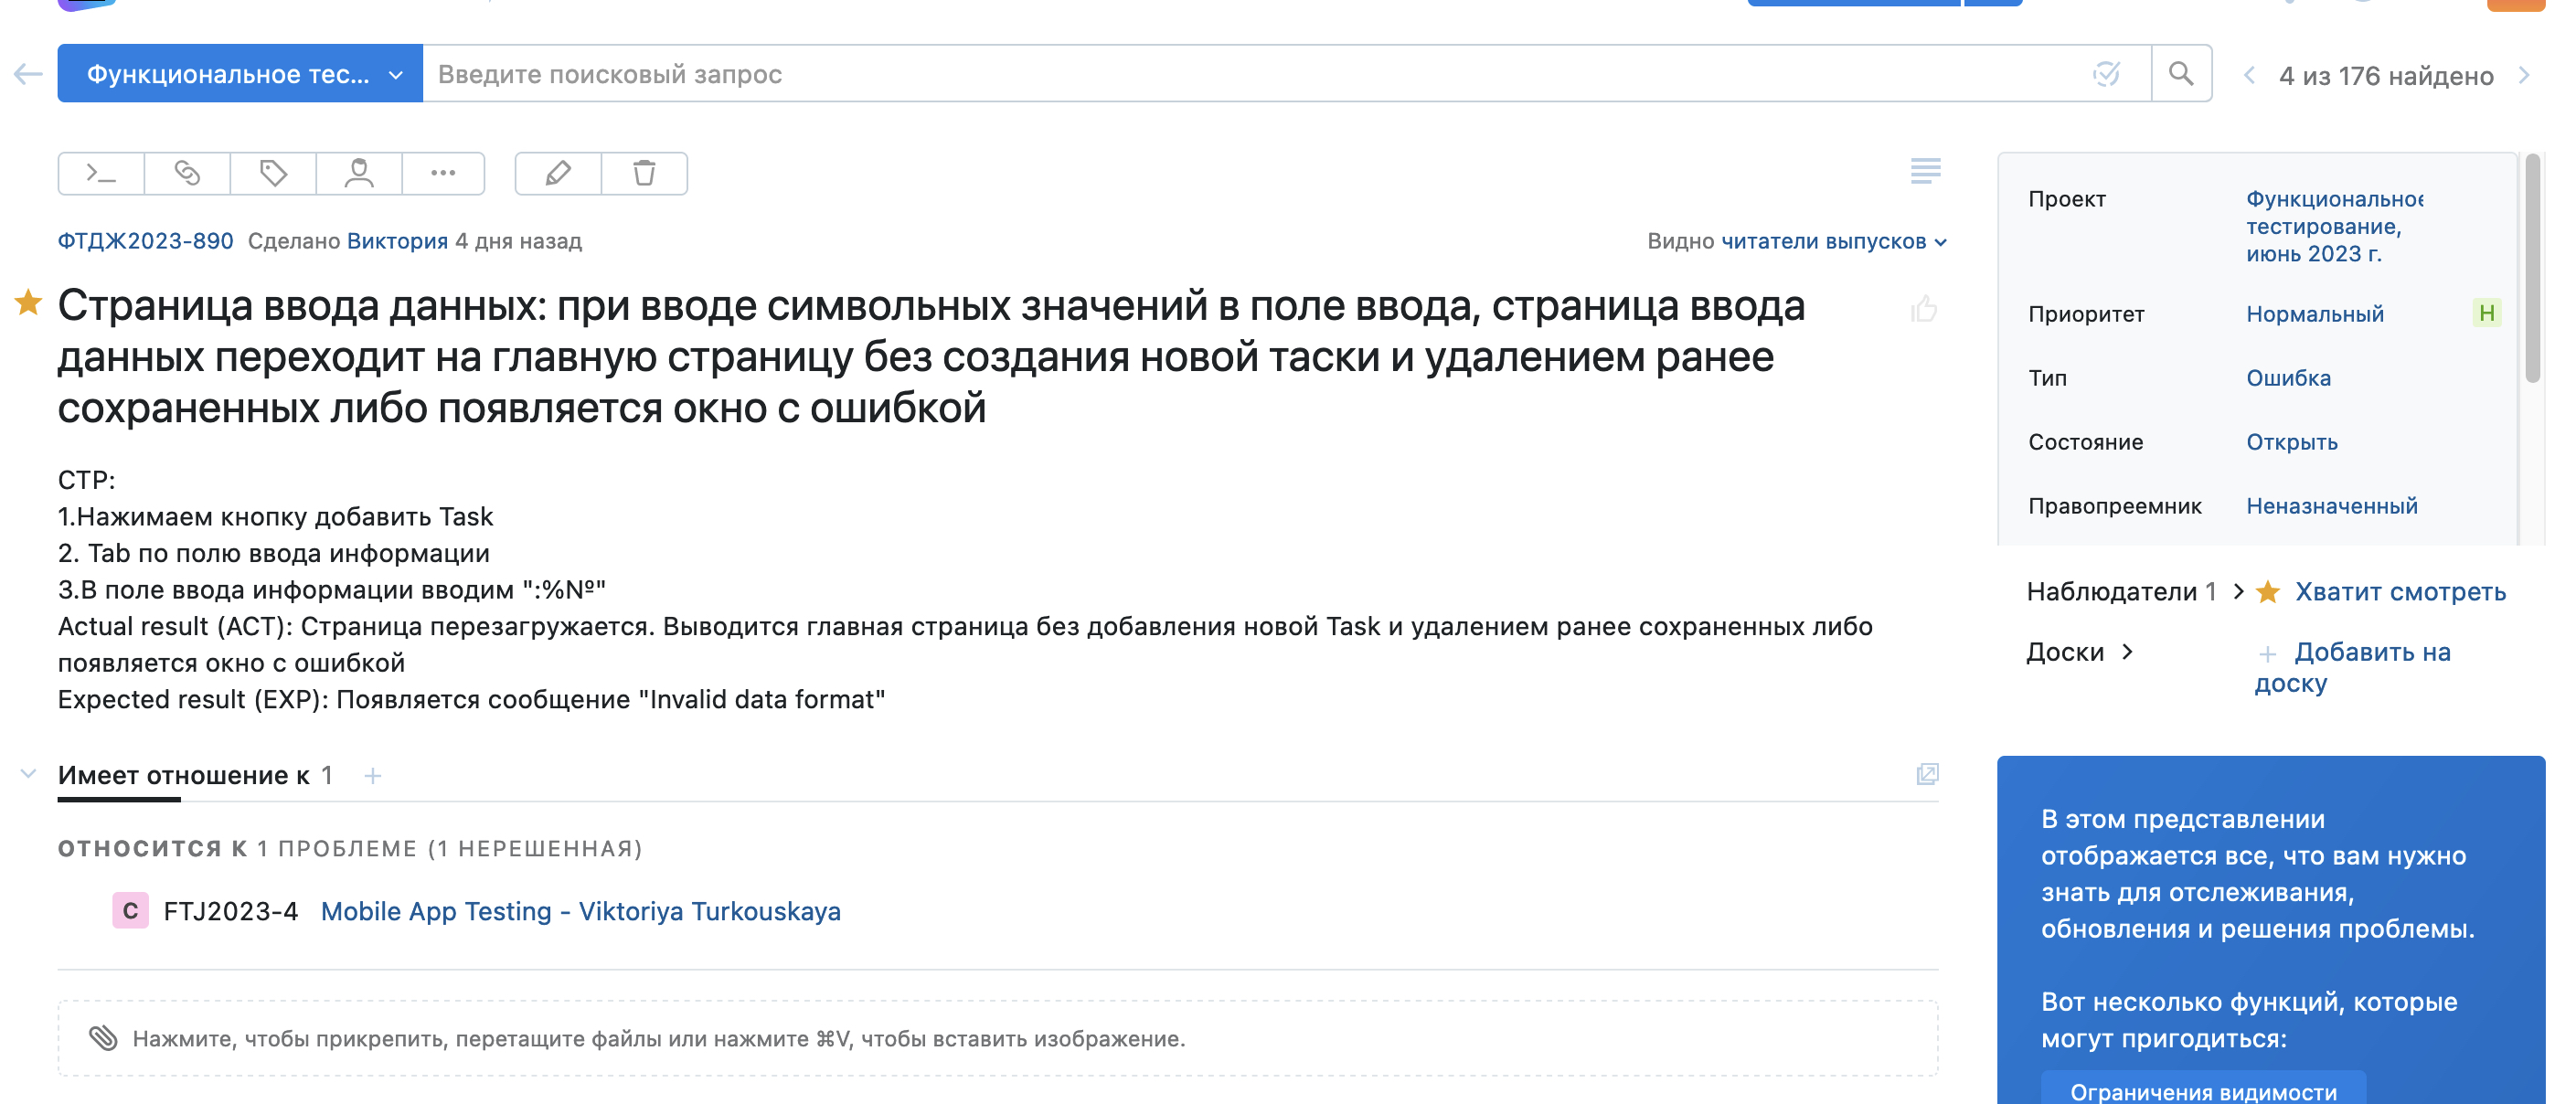 Функциональное тес...
Введите поисковый запрос
4 из 176 найдено
ФТДЖ2023-890 Сделано Виктория 4 дня назад
Видно читатели выпусков
Страница ввода данных: при вводе символьных значений в поле ввода, страница ввода
данных переходит на главную страницу без создания новой таски и удалением ранее
сохраненных либо появляется окно с ошибкой
СТР:
1.Нажимаем кнопку добавить Task
2. Tab по полю ввода информации
3.В поле ввода информации вводим ":%№"
Actual result (ACT): Страница перезагружается. Выводится главная страница без добавления новой Task и удалением ранее сохраненных либо
появляется окно с ошибкой
Expected result (EXP): Появляется сообщение "Invalid data format"
Имеет отношение к 1 +
ОТНОСИТСЯ К 1 ПРОБЛЕМЕ (1 НЕРЕШЕННАЯ)
C FTJ2023-4 Mobile App Testing - Viktoriya Turkouskaya
Нажмите, чтобы прикрепить, перетащите файлы или нажмите ⌘V, чтобы вставить изображение.
Проект Функциональное
тестирование,
июнь 2023 г.
Приоритет Нормальный Н
Тип Ошибка
Состояние Открыть
Правопреемник Неназначенный
Наблюдатели 1 Хватит смотреть
Доски + Добавить на
доску
В этом представлении
отображается все, что вам нужно
знать для отслеживания,
обновления и решения проблемы.
Вот несколько функций, которые
могут пригодиться:
Ограничения видимости